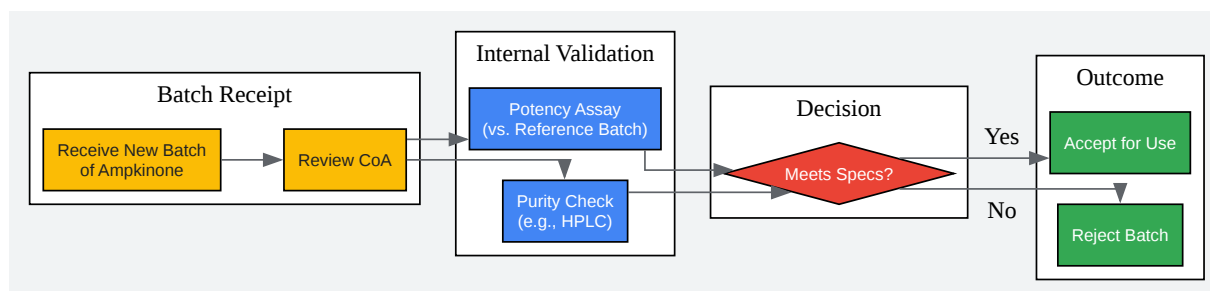 Batch Receipt
Receive New Batch
of Ampkinone
Review CoA
Internal Validation
Potency Assay
(vs. Reference Batch)
Purity Check
(e.g., HPLC)
Decision
Meets Specs?
Yes
No
Outcome
Accept for Use
Reject Batch